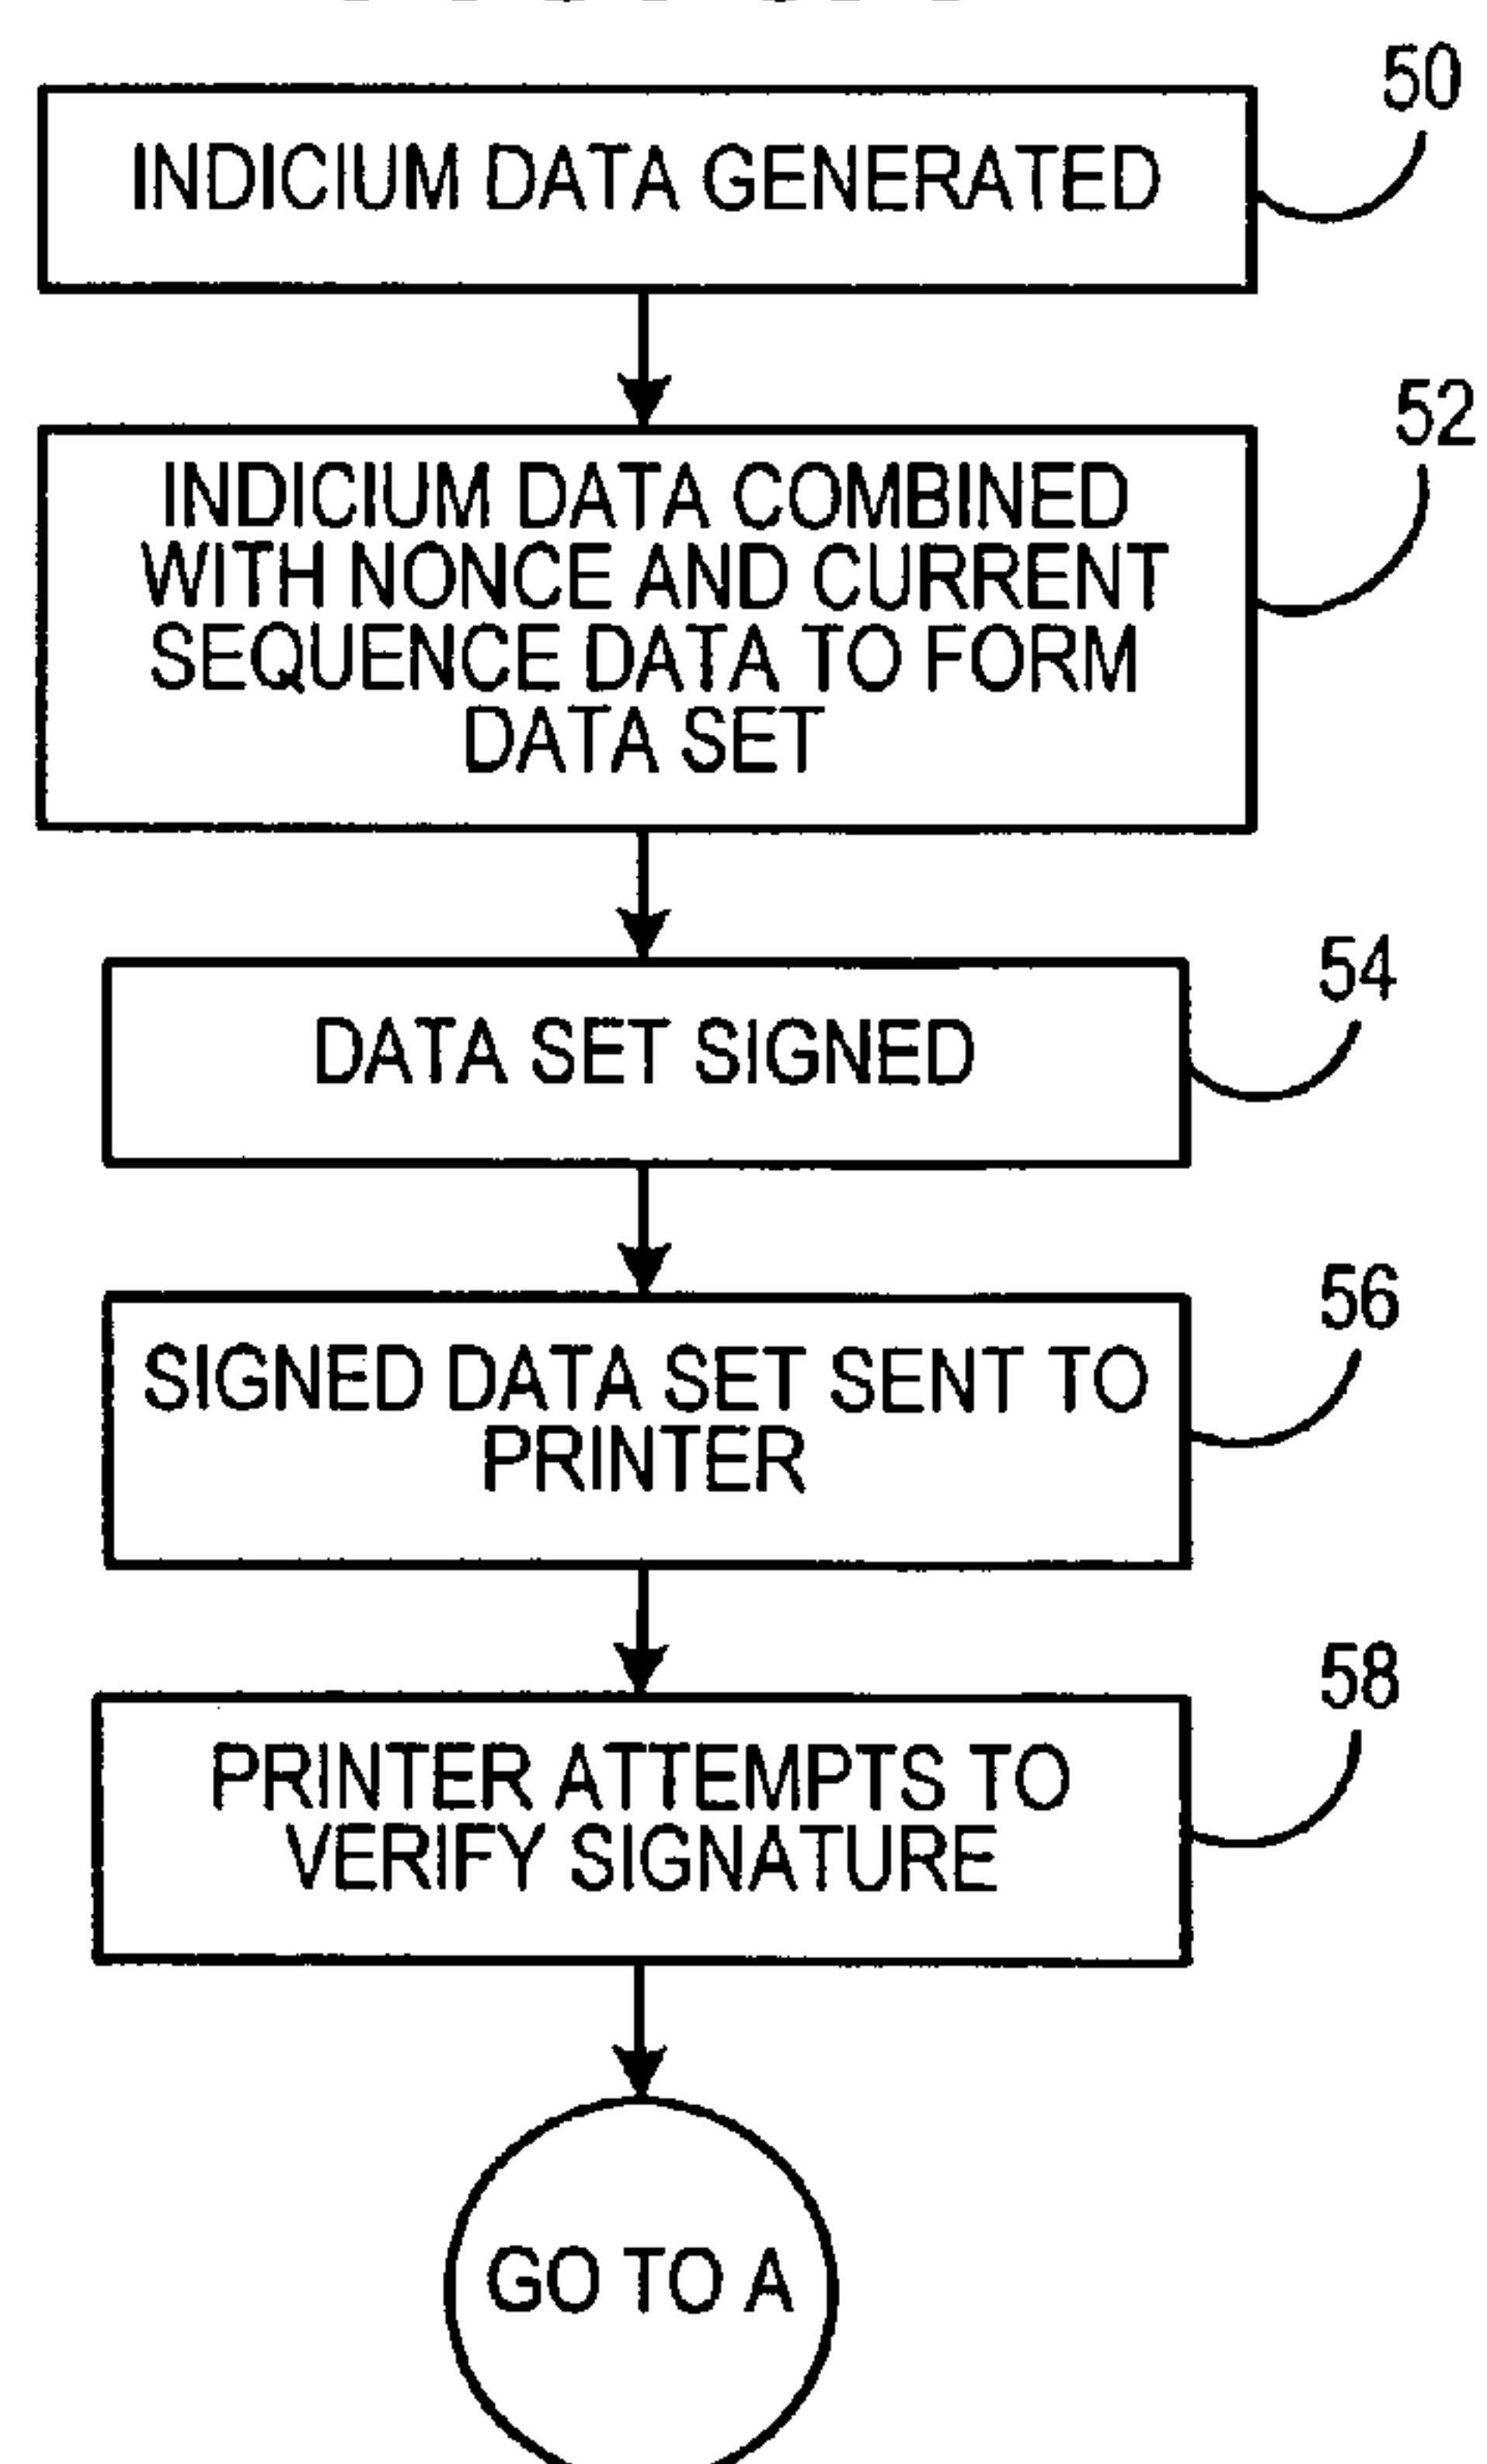 50
INDICIUM DATA GENERATED
52
INDICIUM DATA COMBINED
WITH NONCE AND CURRENT
SEQUENCE DATA TO FORM
DATA SET
54
DATA SET SIGNED
56
SIGNED DATA SET SENT TO
PRINTER
58
PRINTER ATTEMPTS TO
VERIFY SIGNATURE
GO TO A